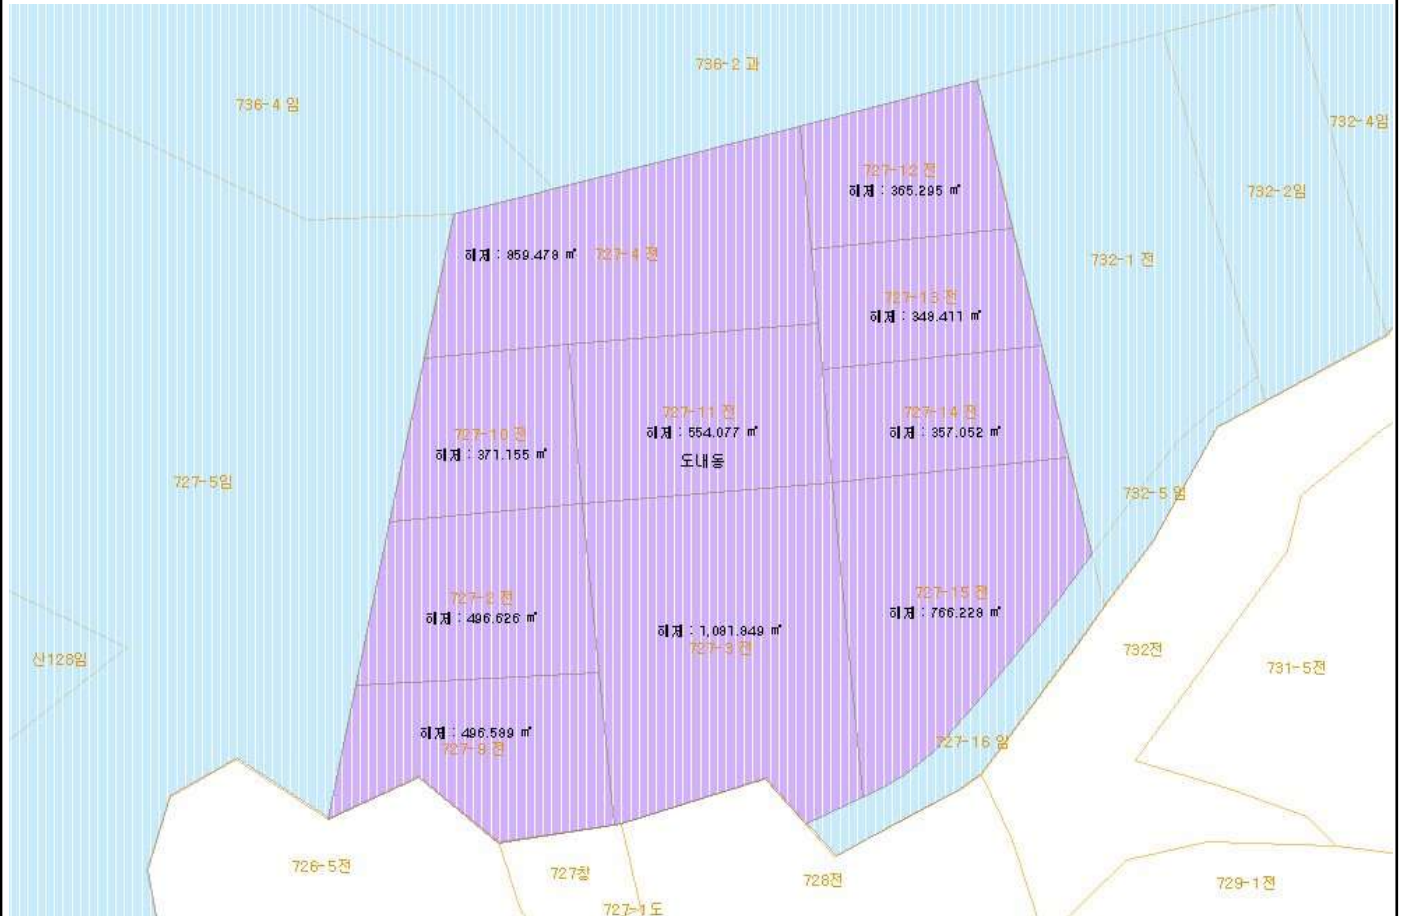 736-2 과
736-4 임
732-4임
727-12 전
해제 : 365.295 ㎡
732-2임
해제 : 859.478 ㎡ 727-4 전
732-1 전
727-13 전
해제 : 349.411 ㎡
727-11 전
해제 : 554.077 ㎡
도내동
727-14 전
해제 : 357.052 ㎡
727-10 전
해제 : 371.155 ㎡
727-5임
732-5 임
727-2 전
해제 : 496.626 ㎡
727-15 전
해제 : 766.228 ㎡
해제 : 1,081.849 ㎡
727-3 전
산128임
732전
731-5전
해제 : 496.599 ㎡
727-9 전
727-16 임
726-5전
727창
728전
729-1전
727-1도